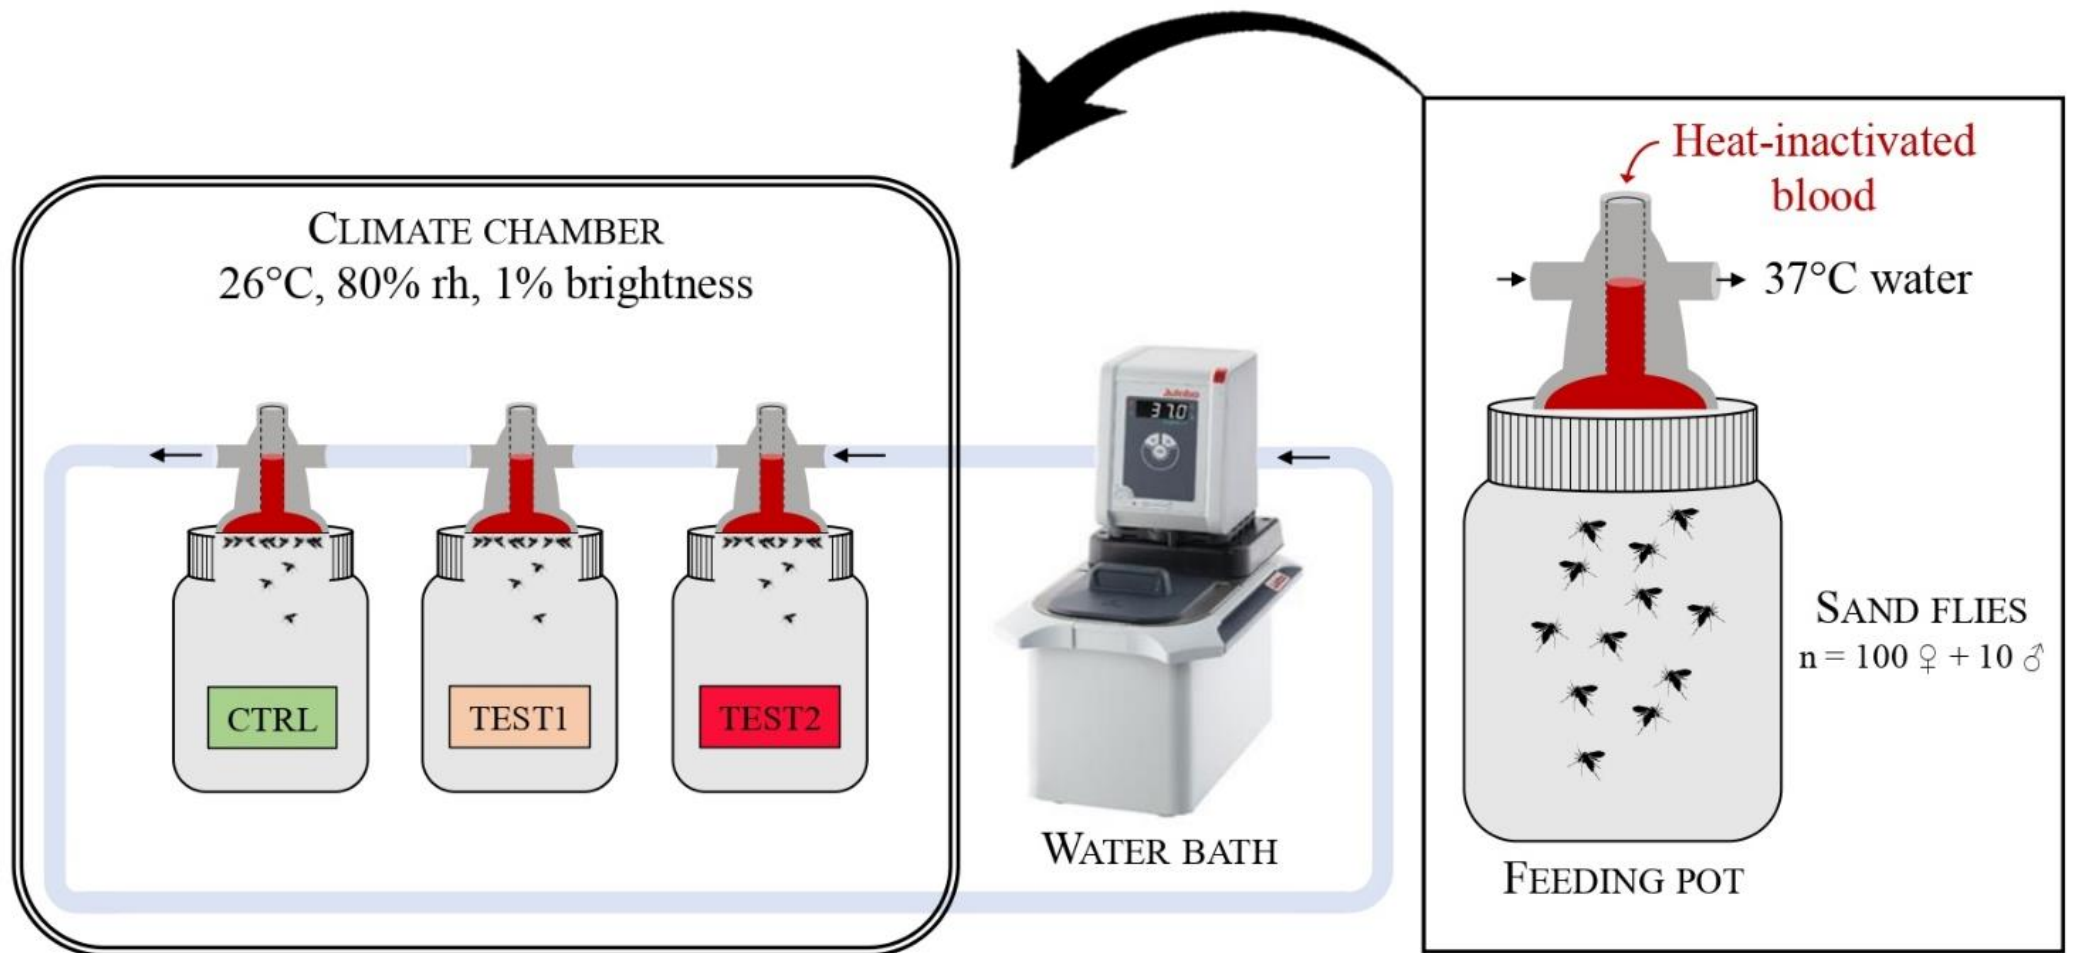 CLIMATE CHAMBER
26°C, 80% rh, 1% brightness
CTRL
TEST1
TEST2
Julabo
37.0
WATER BATH
Heat-inactivated
blood
37°C water
SAND FLIES
n = 100 ♀ + 10 ♂
FEEDING POT